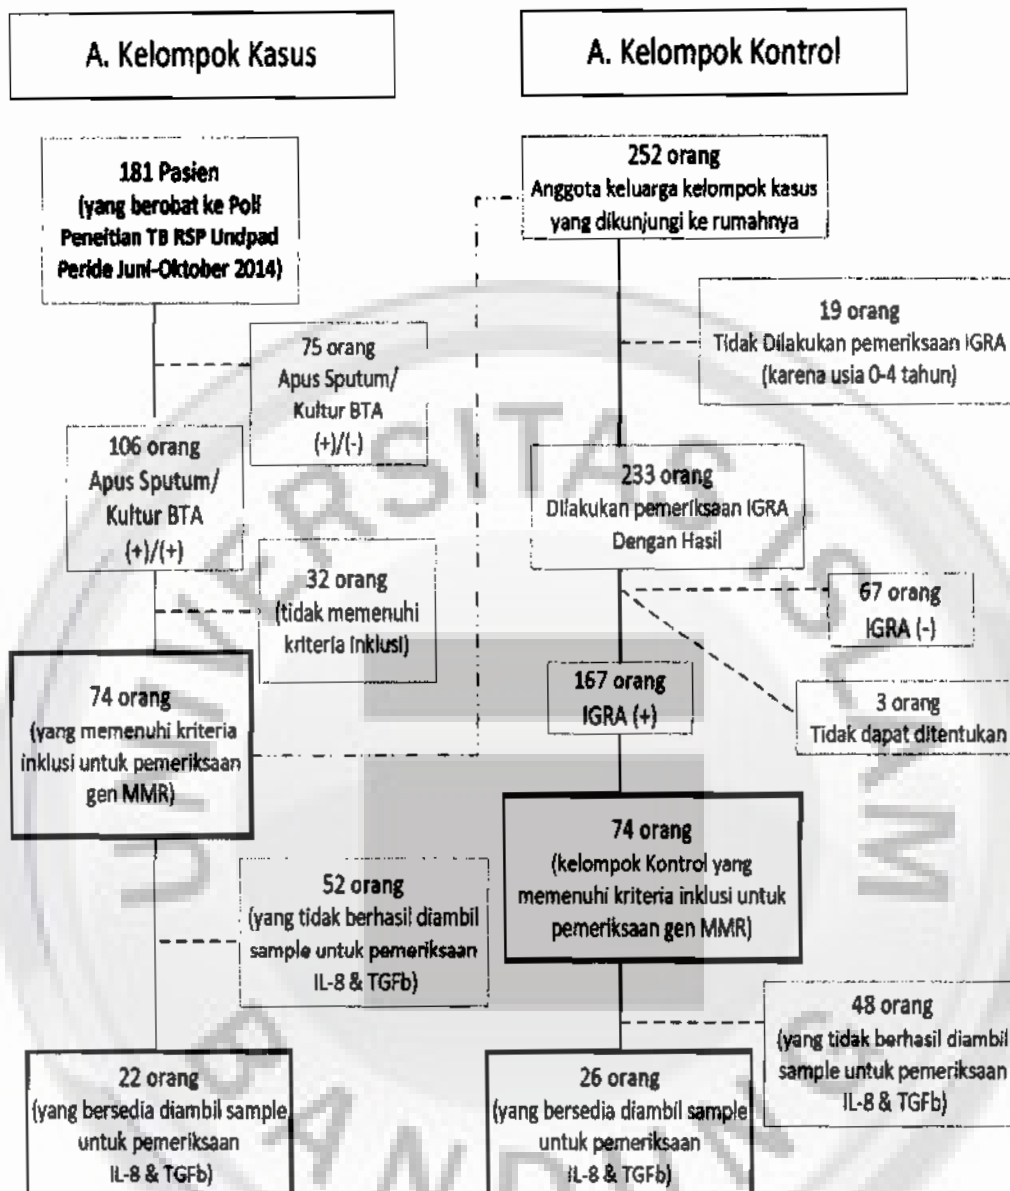 A. Kelompok Kasus
181 Pasien
(yang berobat ke Poli
Peneitian TB RSP Undpad
Peride Juni-Oktober 2014)
75 orang
Apus Sputum/
Kultur BTA
(+)/(-)
106 orang
Apus Sputum/
Kultur BTA
(+)/(+)
32 orang
(tidak memenuhi
kriteria inklusi)
74 orang
(yang memenuhi kriteria
inklusi untuk pemeriksaan
gen MMR)
52 orang
(yang tidak berhasil diambil
sample untuk pemeriksaan
IL-8 & TGFb)
22 orang
(yang bersedia diambil sample
untuk pemeriksaan
IL-8 & TGFb)
A. Kelompok Kontrol
252 orang
Anggota keluarga kelompok kasus
yang dikunjungi ke rumahnya
19 orang
Tidak Dilakukan pemeriksaan IGRA
(karena usia 0-4 tahun)
233 orang
Dilakukan pemeriksaan IGRA
Dengan Hasil
67 orang
IGRA (-)
167 orang
IGRA (+)
3 orang
Tidak dapat ditentukan
74 orang
(kelompok Kontrol yang
memenuhi kriteria inklusi untuk
pemeriksaan gen MMR)
48 orang
(yang tidak berhasil diambil
sample untuk pemeriksaan
IL-8 & TGFb)
26 orang
(yang bersedia diambil sample
untuk pemeriksaan
IL-8 & TGFb)
UNIVERSITAS ISLAM
BANDUNG